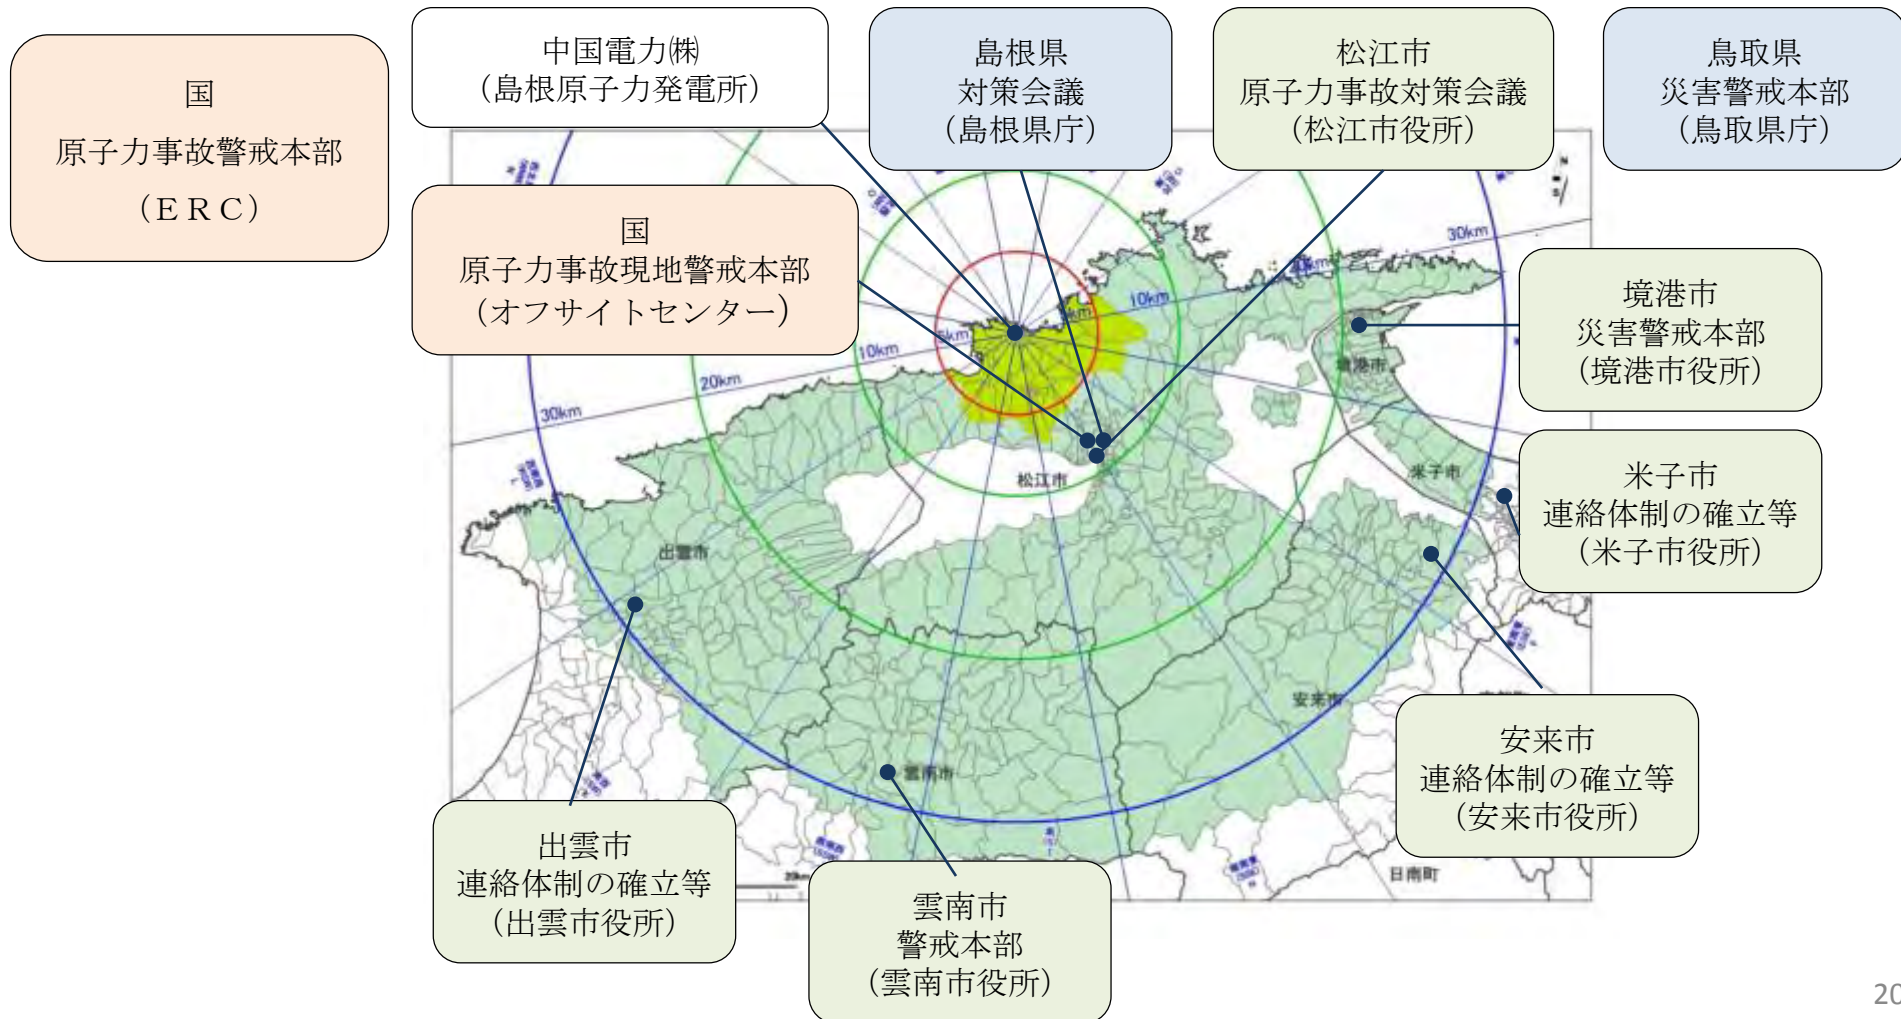 国
原子力事故警戒本部
（ＥＲＣ）
中国電力㈱
（島根原子力発電所）
島根県
対策会議
（島根県庁）
松江市
原子力事故対策会議
（松江市役所）
鳥取県
災害警戒本部
（鳥取県庁）
国
原子力事故現地警戒本部
（オフサイトセンター）
境港市
災害警戒本部
（境港市役所）
米子市
連絡体制の確立等
（米子市役所）
安来市
連絡体制の確立等
（安来市役所）
出雲市
連絡体制の確立等
（出雲市役所）
雲南市
警戒本部
（雲南市役所）
30km
10km
5km
10km
20km
30km
境港市
米子市
松江市
出雲市
安来市
雲南市
日南町
20km
20